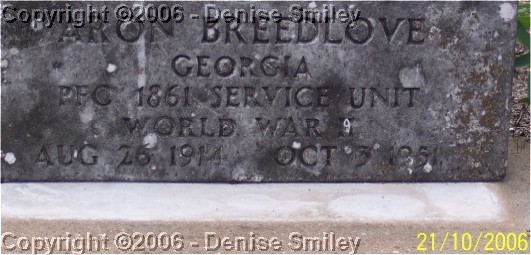 Copyright ©2006 - Denise Smiley
ARON BREEDLOVE
GEORGIA
PFC 1861 SERVICE UNIT
WORLD WAR
AUG 26 1914 OCT 3 1951
Copyright ©2006 - Denise Smiley 21/10/2006